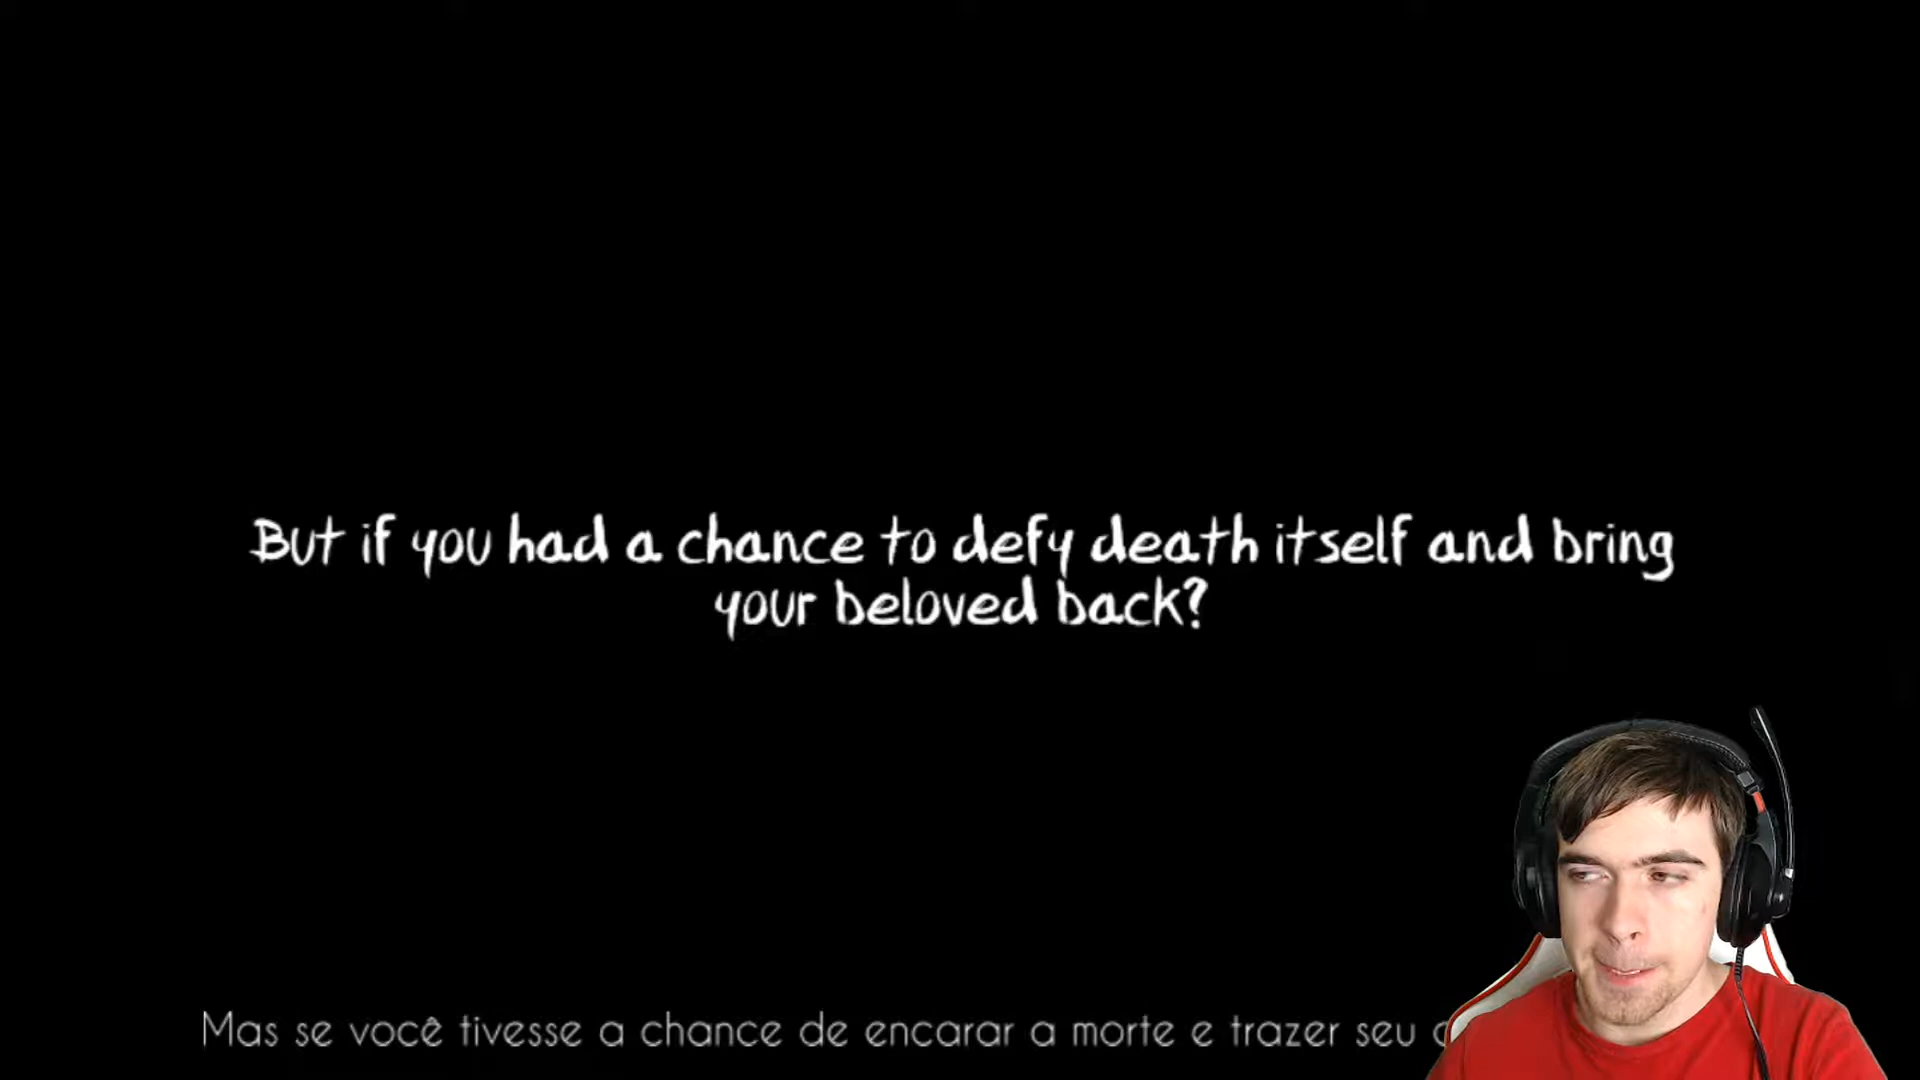 But if you had a chance to defy death itself and bring
your beloved back?
Mas se você tivesse a chance de encarar a morte e trazer seu